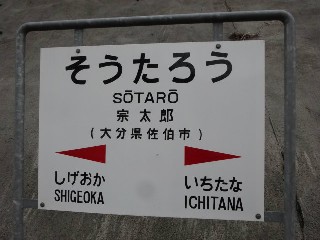 そうたろう
SŌTARŌ
宗太郎
(大分県佐伯市)
しげおか いちたな
SHIGEOKA ICHITANA